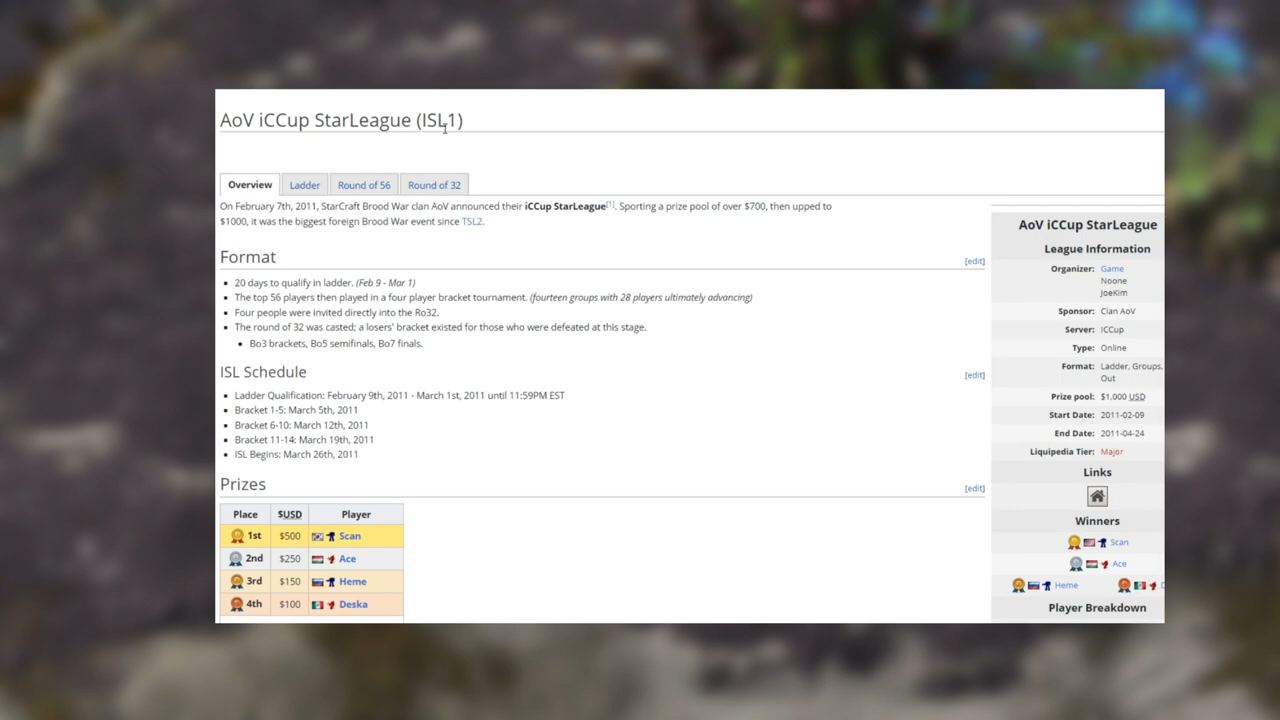 AoV iCCup StarLeague (ISL1)
Overview
Ladder
Round of 56
Round of 32
On February 7th, 2011, StarCraft Brood War clan AoV announced their iCCup StarLeague[1]. Sporting a prize pool of over $700, then upped to
$1000, it was the biggest foreign Brood War event since TSL2.
Format
[edit]
20 days to qualify in ladder. (Feb 9 - Mar 1)
The top 56 players then played in a four player bracket tournament. (fourteen groups with 28 players ultimately advancing)
Four people were invited directly into the Ro32.
The round of 32 was casted; a losers' bracket existed for those who were defeated at this stage.
Bo3 brackets, Bo5 semifinals, Bo7 finals.
ISL Schedule
[edit]
Ladder Qualification: February 9th, 2011 - March 1st, 2011 until 11:59PM EST
Bracket 1-5: March 5th, 2011
Bracket 6-10: March 12th, 2011
Bracket 11-14: March 19th, 2011
ISL Begins: March 26th, 2011
Prizes
[edit]
Place $USD Player
1st $500 Scan
2nd $250 Ace
3rd $150 Heme
4th $100 Deska
AoV iCCup StarLeague
League Information
Organizer: Game
Noone
JoeKim
Sponsor: Clan AoV
Server: ICCup
Type: Online
Format: Ladder, Groups,
Out
Prize pool: $1,000 USD
Start Date: 2011-02-09
End Date: 2011-04-24
Liquipedia Tier: Major
Links
Winners
Scan
Ace
Heme
Player Breakdown